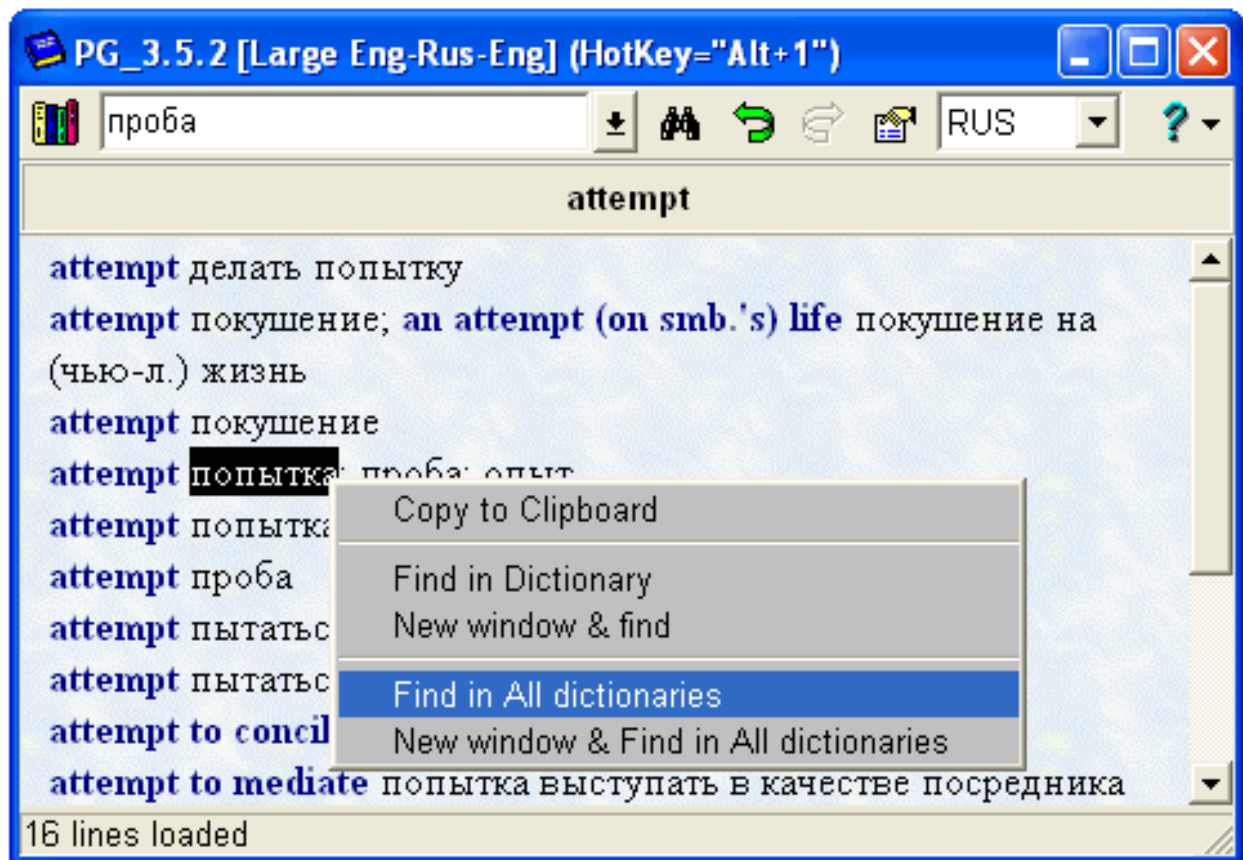 PG_3.5.2 [Large Eng-Rus-Eng] (HotKey="Alt+1")
проба RUS ?
attempt
attempt делать попытку
attempt покушение; an attempt (on smb.'s) life покушение на
(чью-л.) жизнь
attempt покушение
attempt попытка; проба; опыт
Copy to Clipboard
attempt попытка
attempt проба
Find in Dictionary
New window & find
attempt пытатьс
attempt пытатьс
Find in All dictionaries
attempt to concil
New window & Find in All dictionaries
attempt to mediate попытка выступать в качестве посредника
16 lines loaded